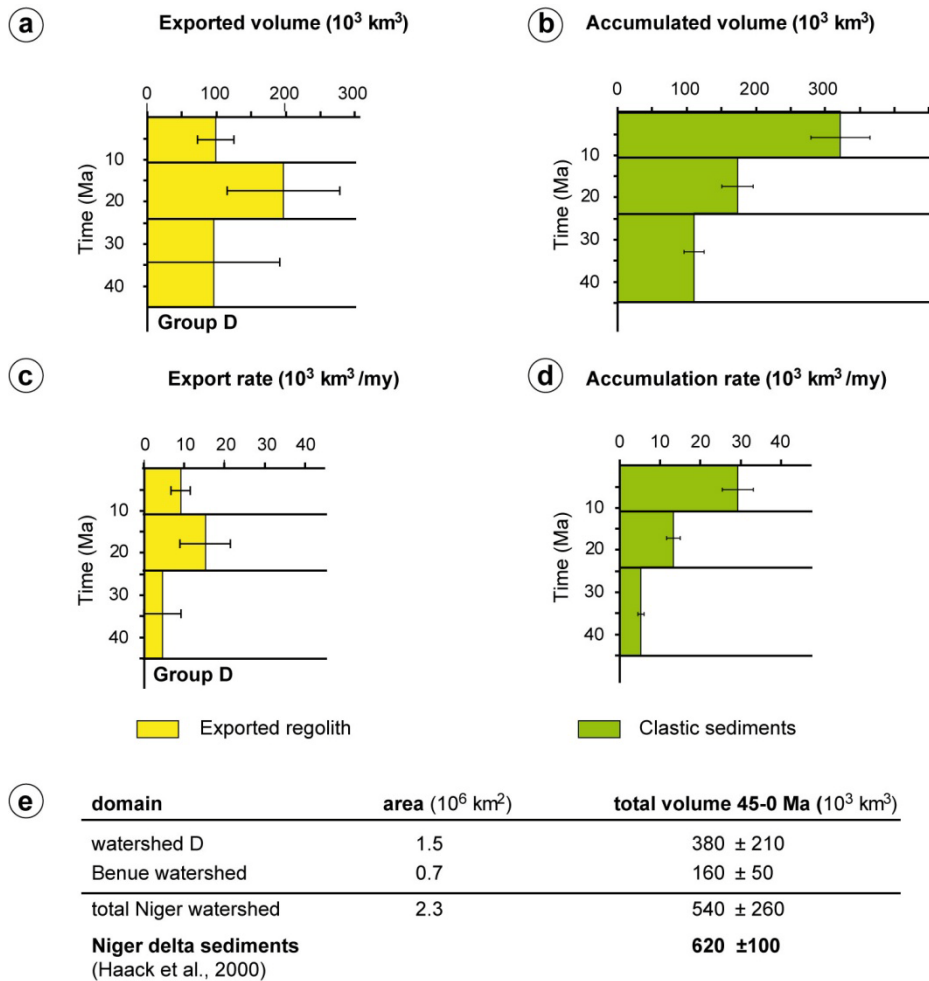 a Exported volume (10³ km³)
b Accumulated volume (10³ km³)
0 100 200 300
0 100 200 300
Time (Ma)
10
20
30
40
Group D
Time (Ma)
10
20
30
40
c Export rate (10³ km³/my)
d Accumulation rate (10³ km³/my)
0 10 20 30 40
0 10 20 30 40
Time (Ma)
10
20
30
40
Group D
Time (Ma)
10
20
30
40
Exported regolith
Clastic sediments
e
domain area (10⁶ km²) total volume 45-0 Ma (10³ km³)
watershed D 1.5 380 ± 210
Benue watershed 0.7 160 ± 50
total Niger watershed 2.3 540 ± 260
Niger delta sediments 620 ±100
(Haack et al., 2000)